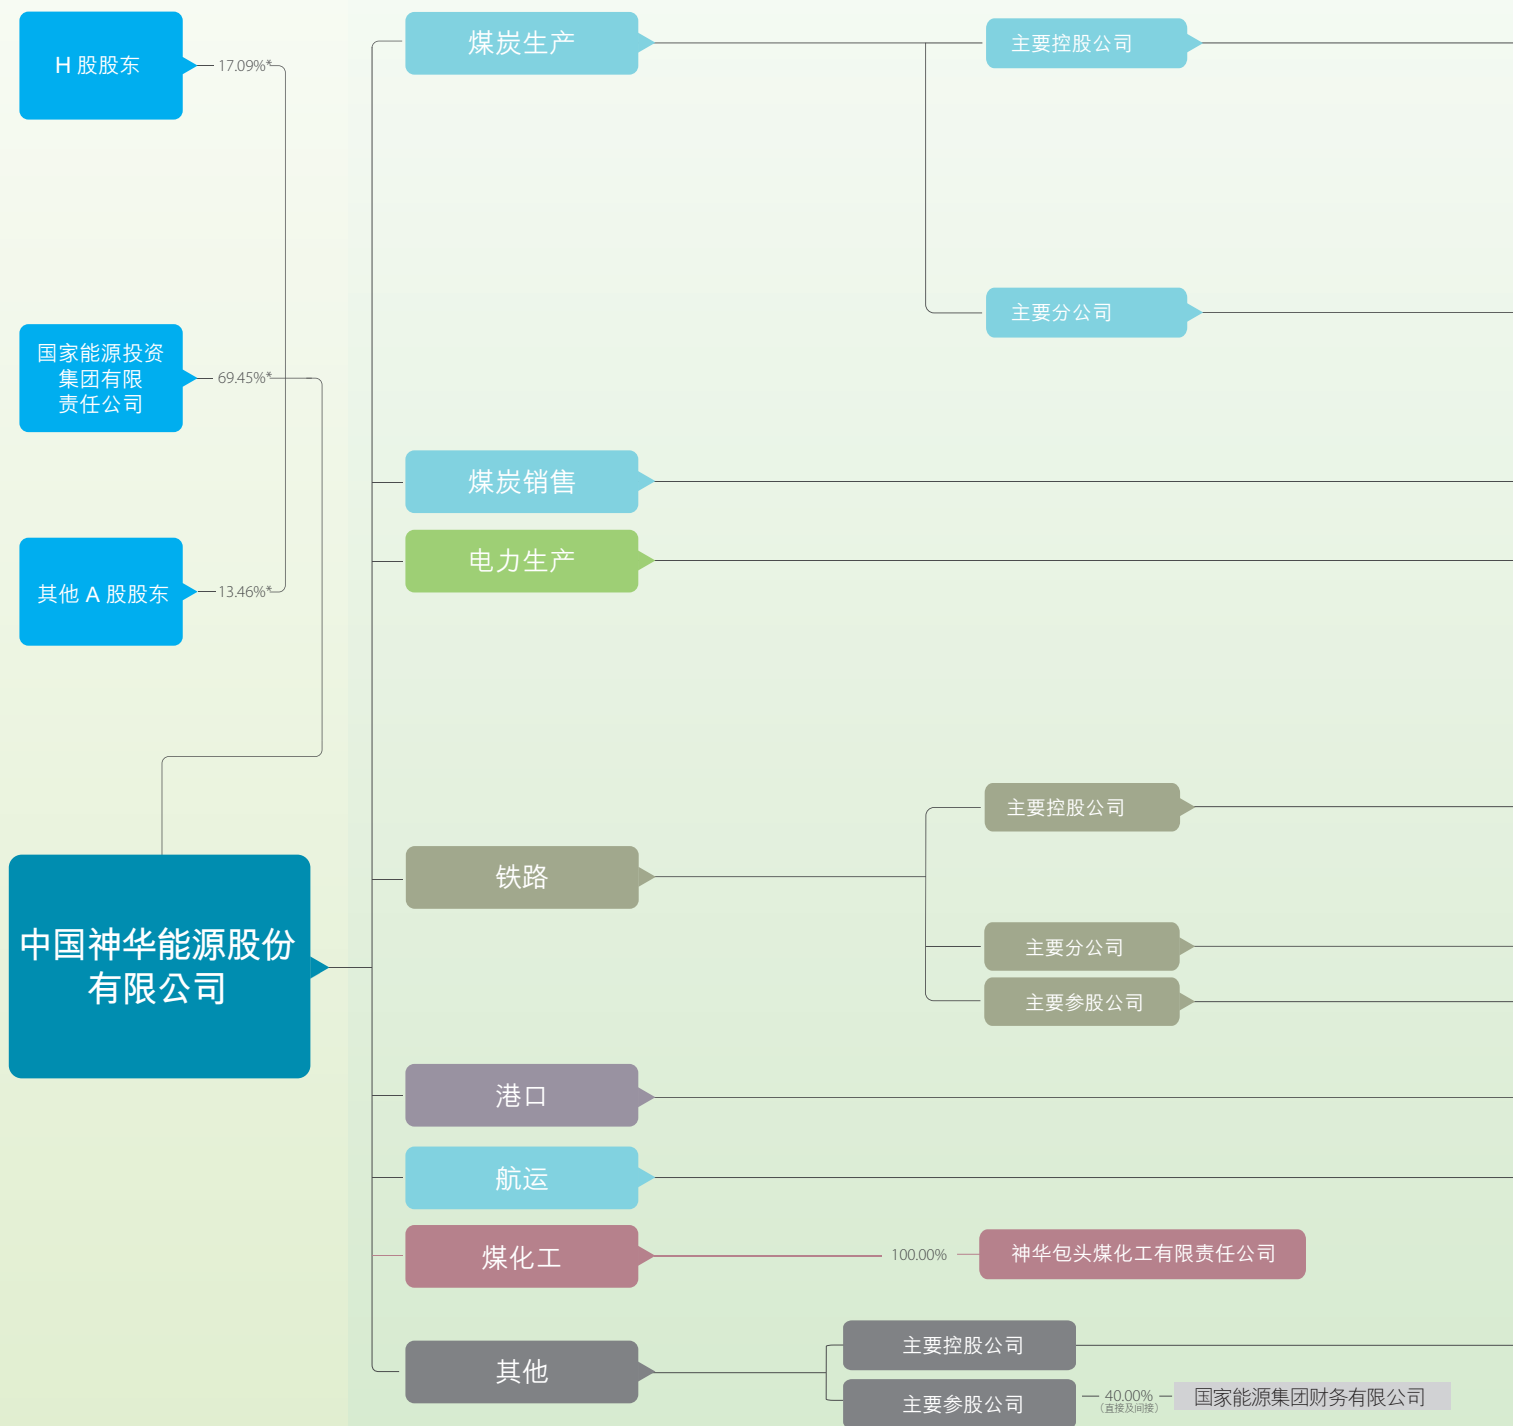 H 股股东
17.09%*
国家能源投资
集团有限
责任公司
69.45%*
其他 A 股股东
13.46%*
中国神华能源股份
有限公司
煤炭生产
主要控股公司
主要分公司
煤炭销售
电力生产
铁路
主要控股公司
主要分公司
主要参股公司
港口
航运
煤化工
100.00%
神华包头煤化工有限责任公司
其他
主要控股公司
主要参股公司
40.00%
（直接及间接）
国家能源集团财务有限公司